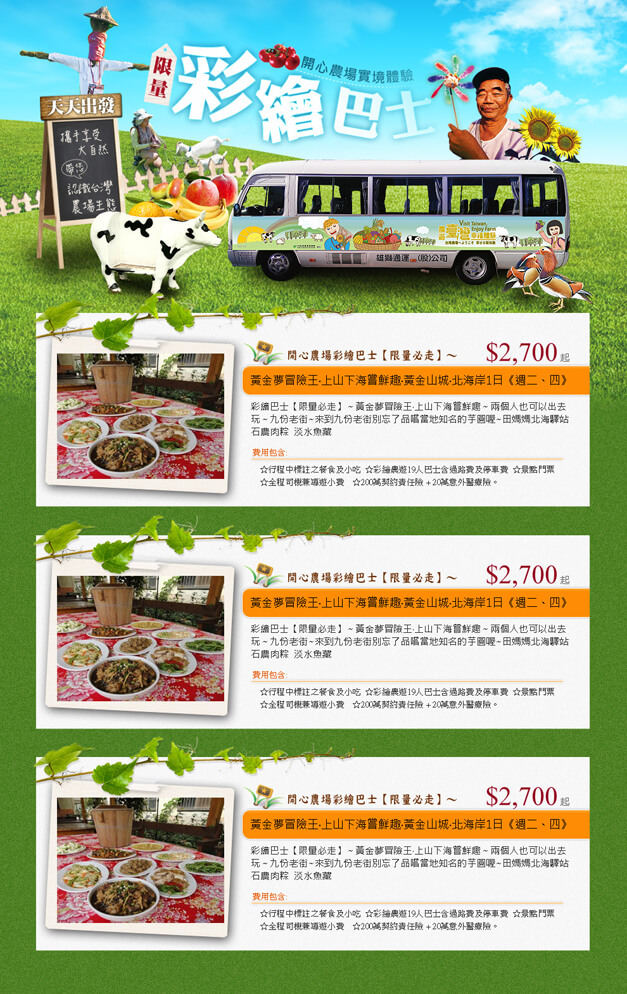 限量
彩繪巴士
開心農場實境體驗
天天出發
攜手享受
大自然
帶您
認識台灣
農場生態
Visit Taiwan,
Enjoy Farm
雄獅通運(股)公司
開心農場彩繪巴士【限量必走】～
$2,700起
黃金夢冒險王‧上山下海嘗鮮趣‧黃金山城‧北海岸1日《週二、四》
彩繪巴士【限量必走】～黃金夢冒險王‧上山下海嘗鮮趣～兩個人也可以出去
玩～九份老街~來到九份老街別忘了品嚐當地知名的芋圓喔~田媽媽北海驛站
石農肉粽 淡水魚藏
費用包含:
☆行程中標註之餐食及小吃 ☆彩繪農遊19人巴士含過路費及停車費 ☆景點門票
☆全程司機兼導遊小費 ☆200萬契約責任險＋20萬意外醫療險。
開心農場彩繪巴士【限量必走】～
$2,700起
黃金夢冒險王‧上山下海嘗鮮趣‧黃金山城‧北海岸1日《週二、四》
彩繪巴士【限量必走】～黃金夢冒險王‧上山下海嘗鮮趣～兩個人也可以出去
玩～九份老街~來到九份老街別忘了品嚐當地知名的芋圓喔~田媽媽北海驛站
石農肉粽 淡水魚藏
費用包含:
☆行程中標註之餐食及小吃 ☆彩繪農遊19人巴士含過路費及停車費 ☆景點門票
☆全程司機兼導遊小費 ☆200萬契約責任險＋20萬意外醫療險。
開心農場彩繪巴士【限量必走】～
$2,700起
黃金夢冒險王‧上山下海嘗鮮趣‧黃金山城‧北海岸1日《週二、四》
彩繪巴士【限量必走】～黃金夢冒險王‧上山下海嘗鮮趣～兩個人也可以出去
玩～九份老街~來到九份老街別忘了品嚐當地知名的芋圓喔~田媽媽北海驛站
石農肉粽 淡水魚藏
費用包含:
☆行程中標註之餐食及小吃 ☆彩繪農遊19人巴士含過路費及停車費 ☆景點門票
☆全程司機兼導遊小費 ☆200萬契約責任險＋20萬意外醫療險。